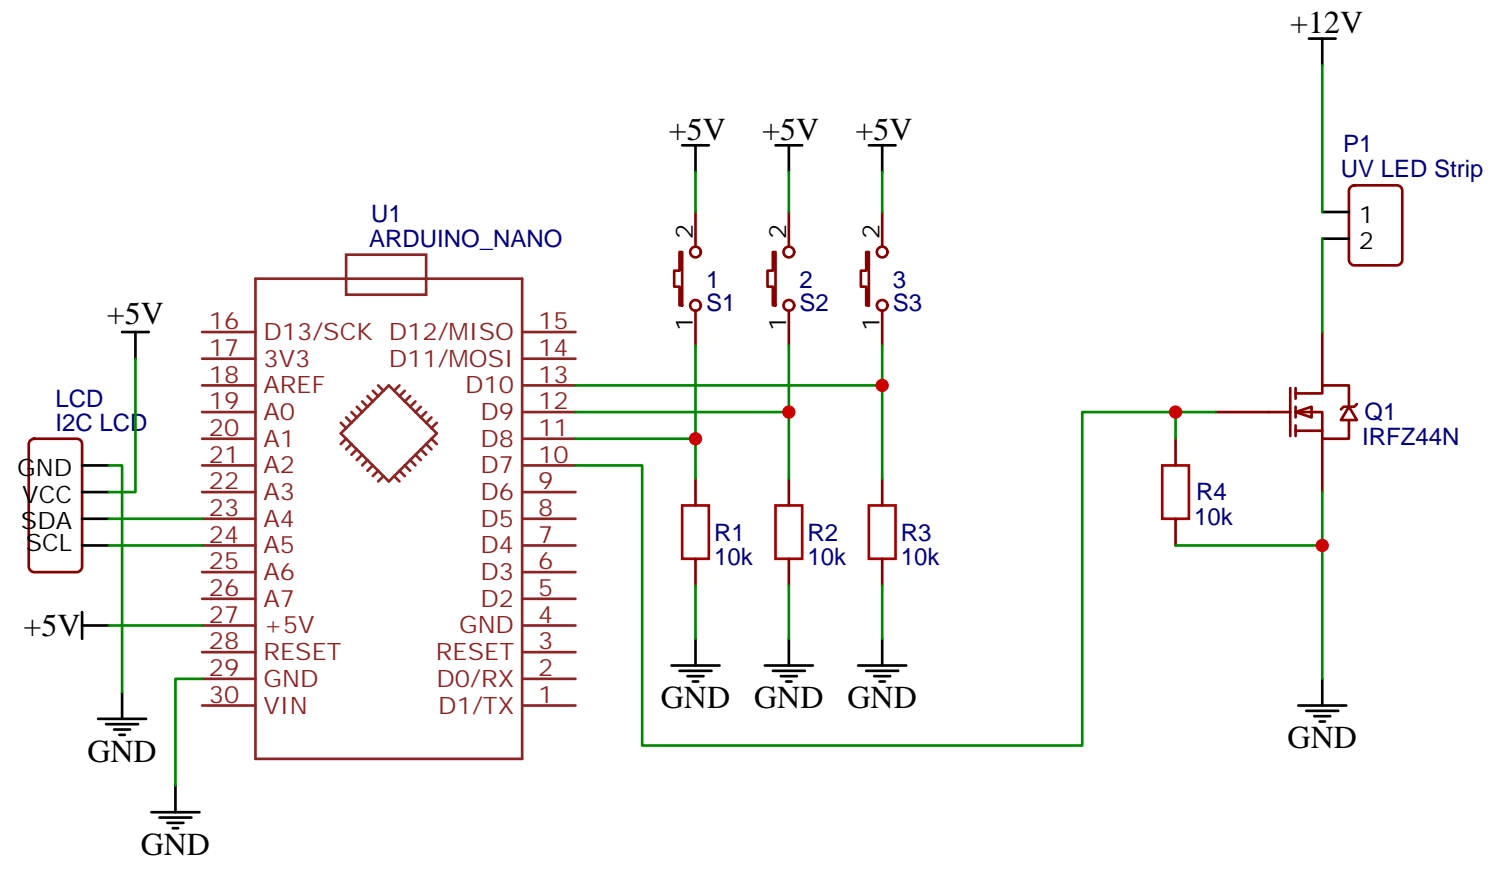 +12V
P1
UV LED Strip
1
2
+5V
+5V
+5V
2
2
2
1
S1
2
S2
3
S3
1
1
1
U1
ARDUINO_NANO
+5V
LCD
I2C LCD
GND
VCC
SDA
SCL
16 D13/SCK D12/MISO 15
17 3V3 D11/MOSI 14
18 AREF D10 13
19 A0 D9 12
20 A1 D8 11
21 A2 D7 10
22 A3 D6 9
23 A4 D5 8
24 A5 D4 7
25 A6 D3 6
26 A7 D2 5
27 +5V GND 4
28 RESET RESET 3
29 GND D0/RX 2
30 VIN D1/TX 1
+5V
GND
GND
R1
10k
R2
10k
R3
10k
GND
GND
GND
Q1
IRFZ44N
R4
10k
GND